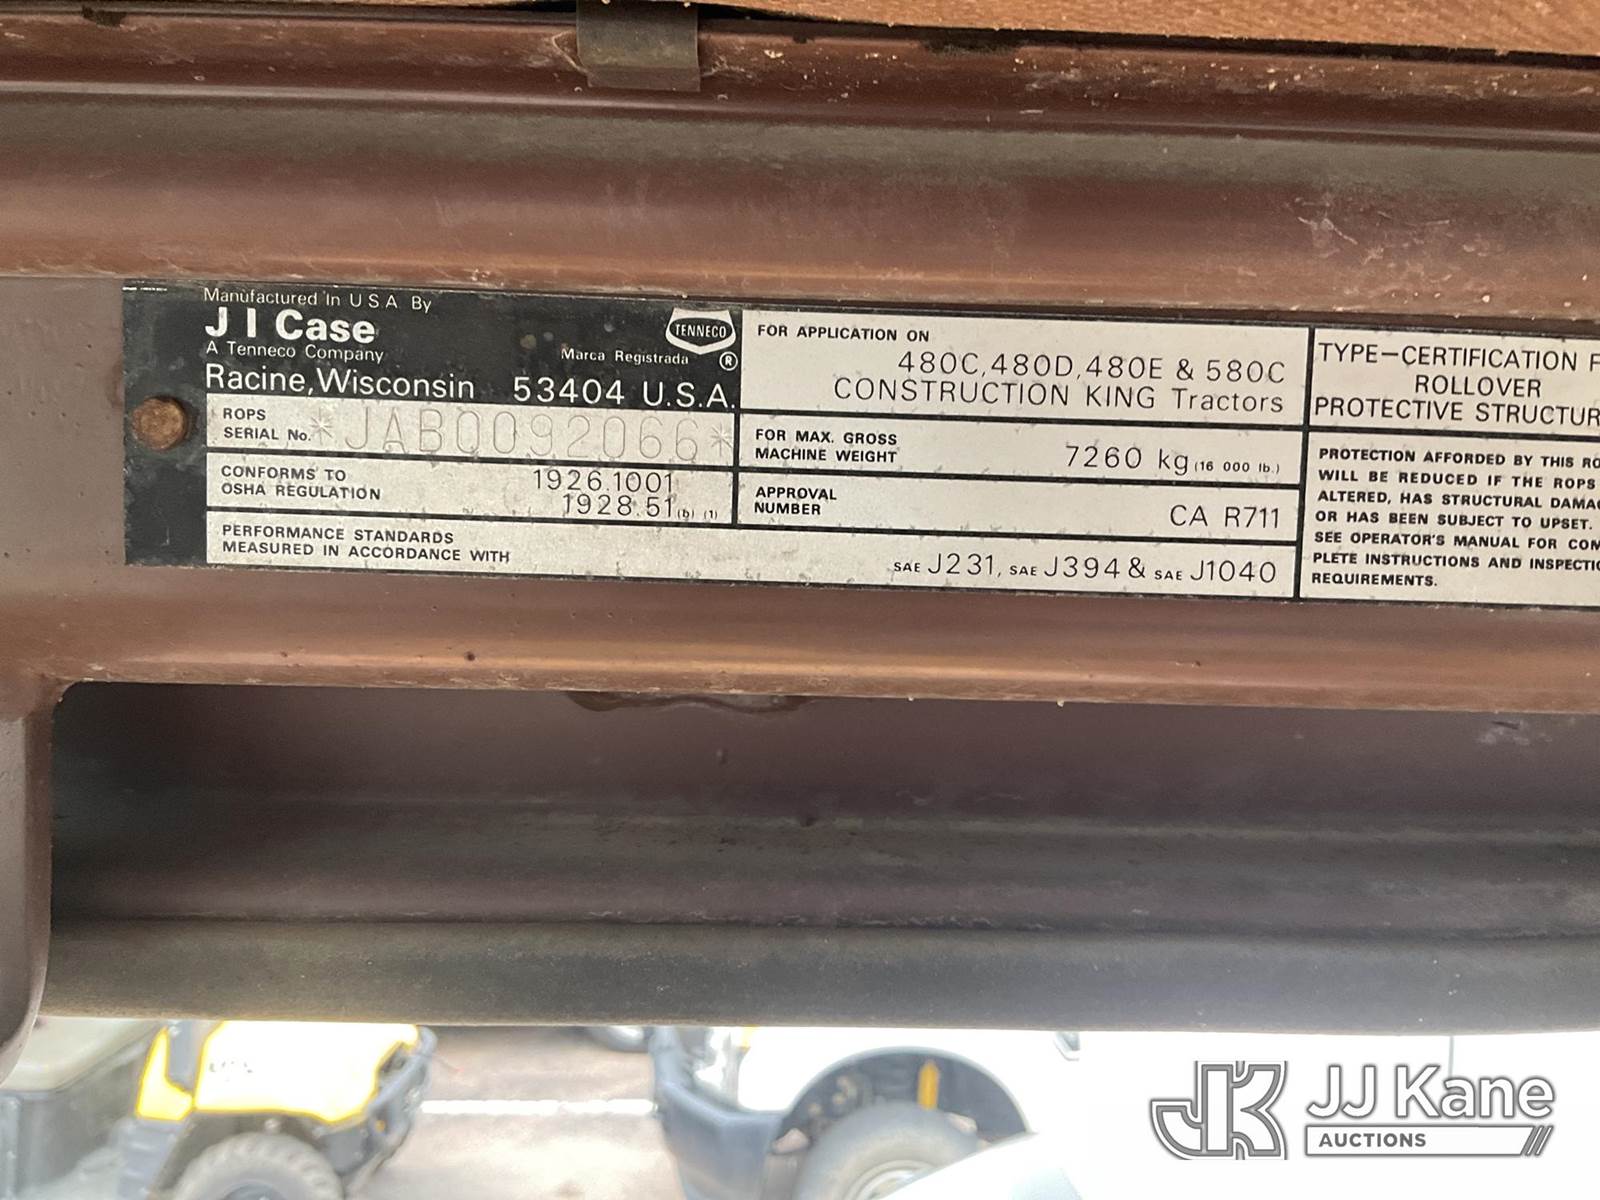 Manufactured In U S A By
J I Case
A Tenneco Company
TENNECO
Marca Registrada ®
Racine, Wisconsin 53404 U.S.A.
ROPS
SERIAL No. *JAB0092066*
CONFORMS TO
OSHA REGULATION
1926.1001
1928.51(b) (1)
PERFORMANCE STANDARDS
MEASURED IN ACCORDANCE WITH
SAE J231, SAE J394 & SAE J1040
FOR APPLICATION ON
480C, 480D, 480E & 580C
CONSTRUCTION KING Tractors
FOR MAX. GROSS
MACHINE WEIGHT
7260 kg (16 000 lb.)
APPROVAL
NUMBER
CA R711
TYPE-CERTIFICATION F
ROLLOVER
PROTECTIVE STRUCTUR
PROTECTION AFFORDED BY THIS RO
WILL BE REDUCED IF THE ROPS
ALTERED, HAS STRUCTURAL DAMA
OR HAS BEEN SUBJECT TO UPSET.
SEE OPERATOR'S MANUAL FOR COM
PLETE INSTRUCTIONS AND INSPECTIO
REQUIREMENTS.
JK JJ Kane
AUCTIONS